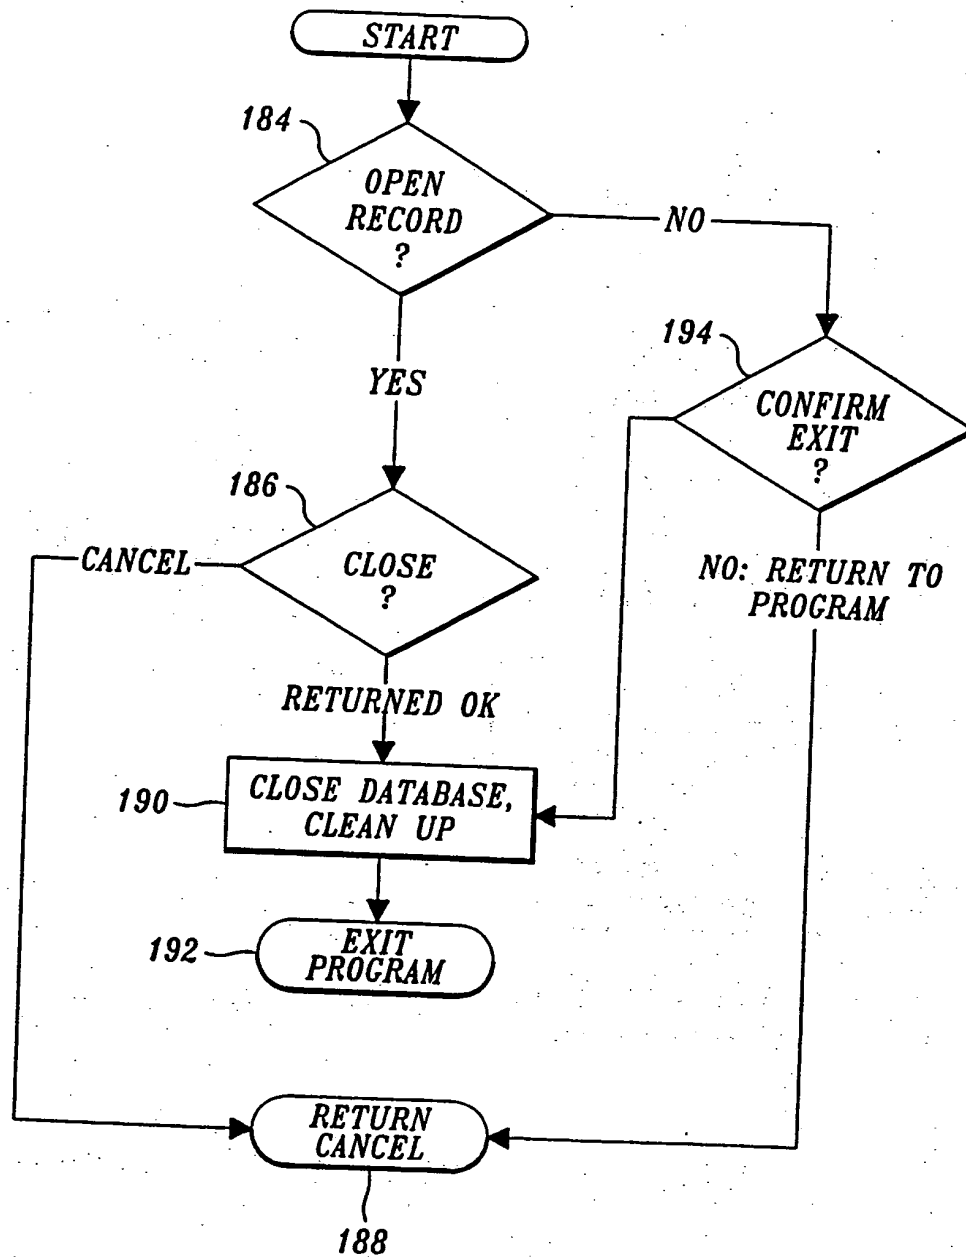 START
184
OPEN
RECORD
?
NO
194
YES
CONFIRM
EXIT
?
186
CANCEL
CLOSE
?
NO: RETURN TO
PROGRAM
RETURNED OK
190
CLOSE DATABASE,
CLEAN UP
192
EXIT
PROGRAM
RETURN
CANCEL
188